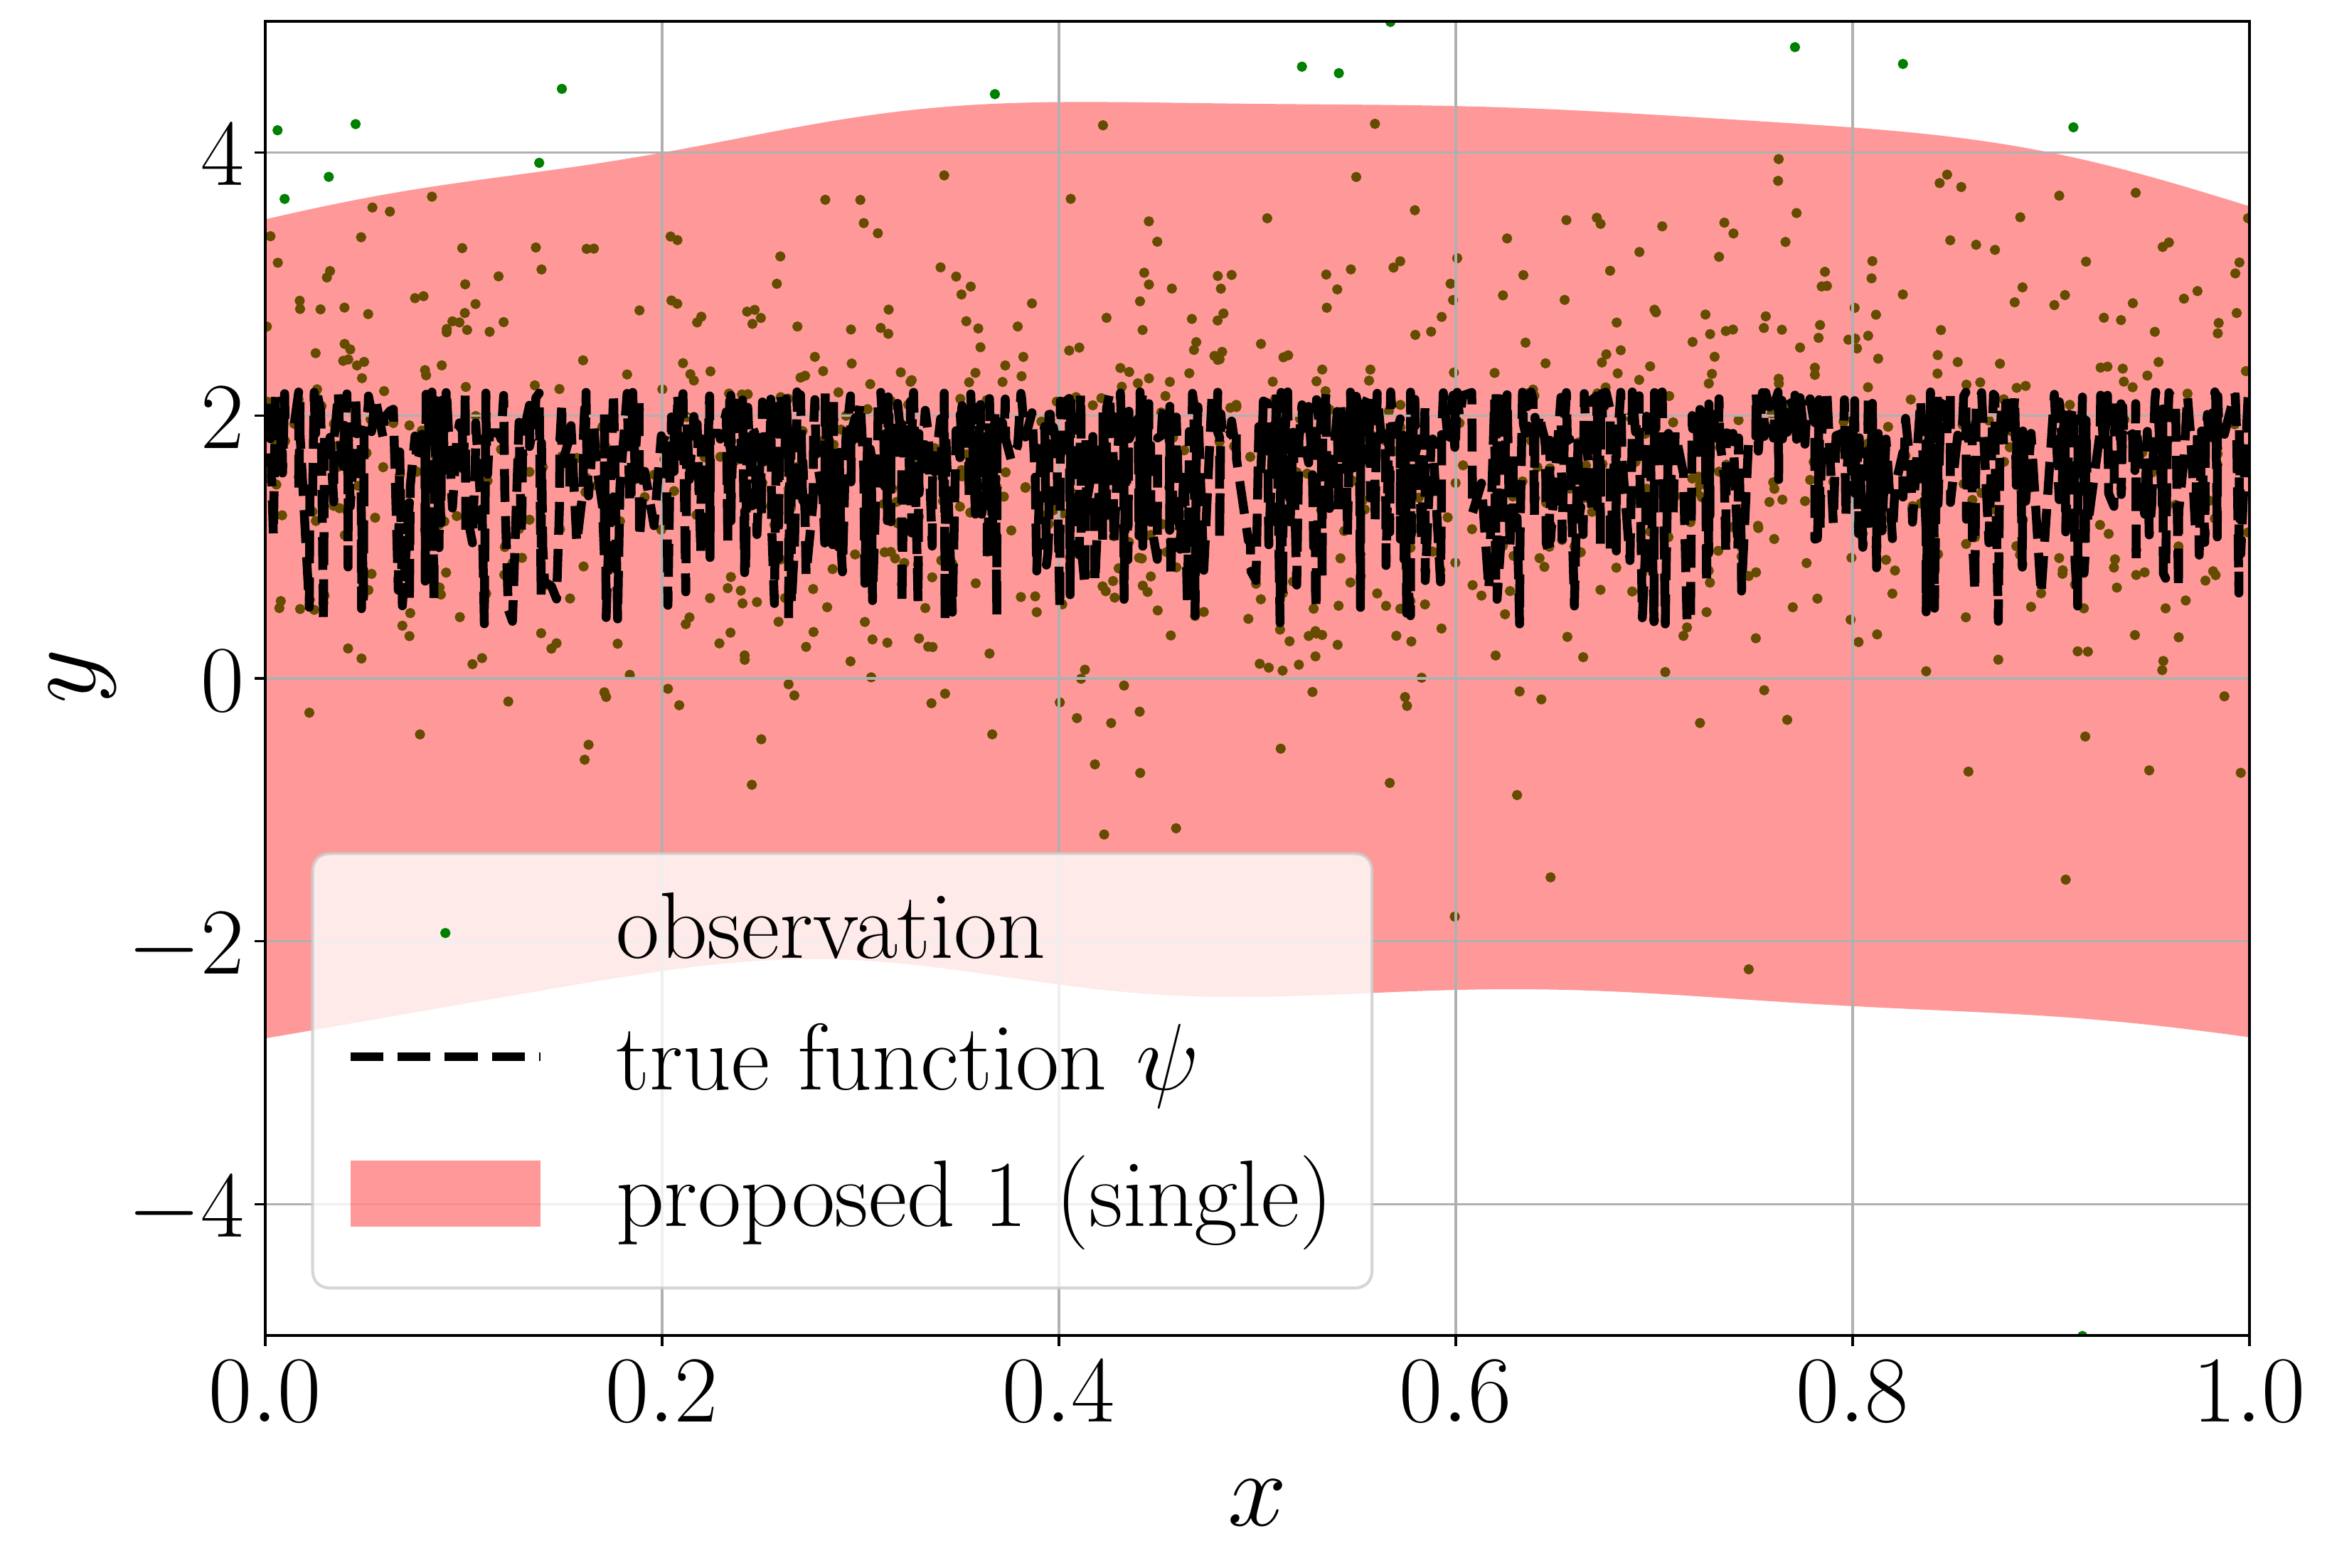 4
2
0
−2
−4
y
observation
true function ψ
proposed 1 (single)
0.0 0.2 0.4 0.6 0.8 1.0
x